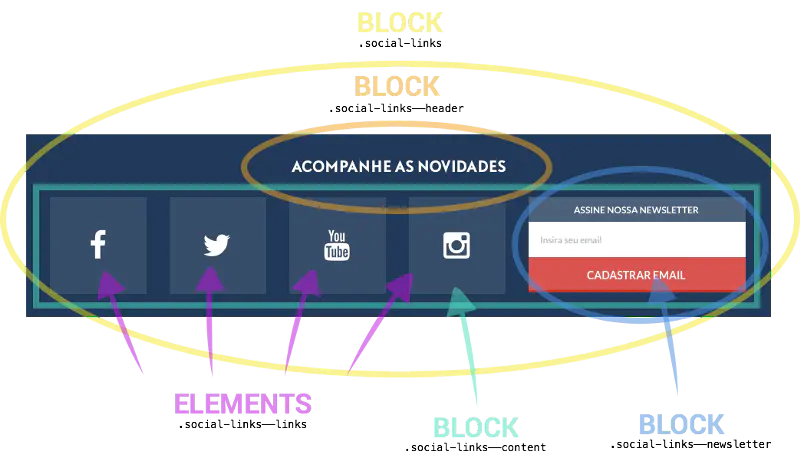 BLOCK
.social-links
BLOCK
.social-links——header
ACOMPANHE AS NOVIDADES
ASSINE NOSSA NEWSLETTER
You
Tube
Insira seu email
CADASTRAR EMAIL
ELEMENTS
.social-links——links
BLOCK
.social-links——content
BLOCK
.social-links——newsletter